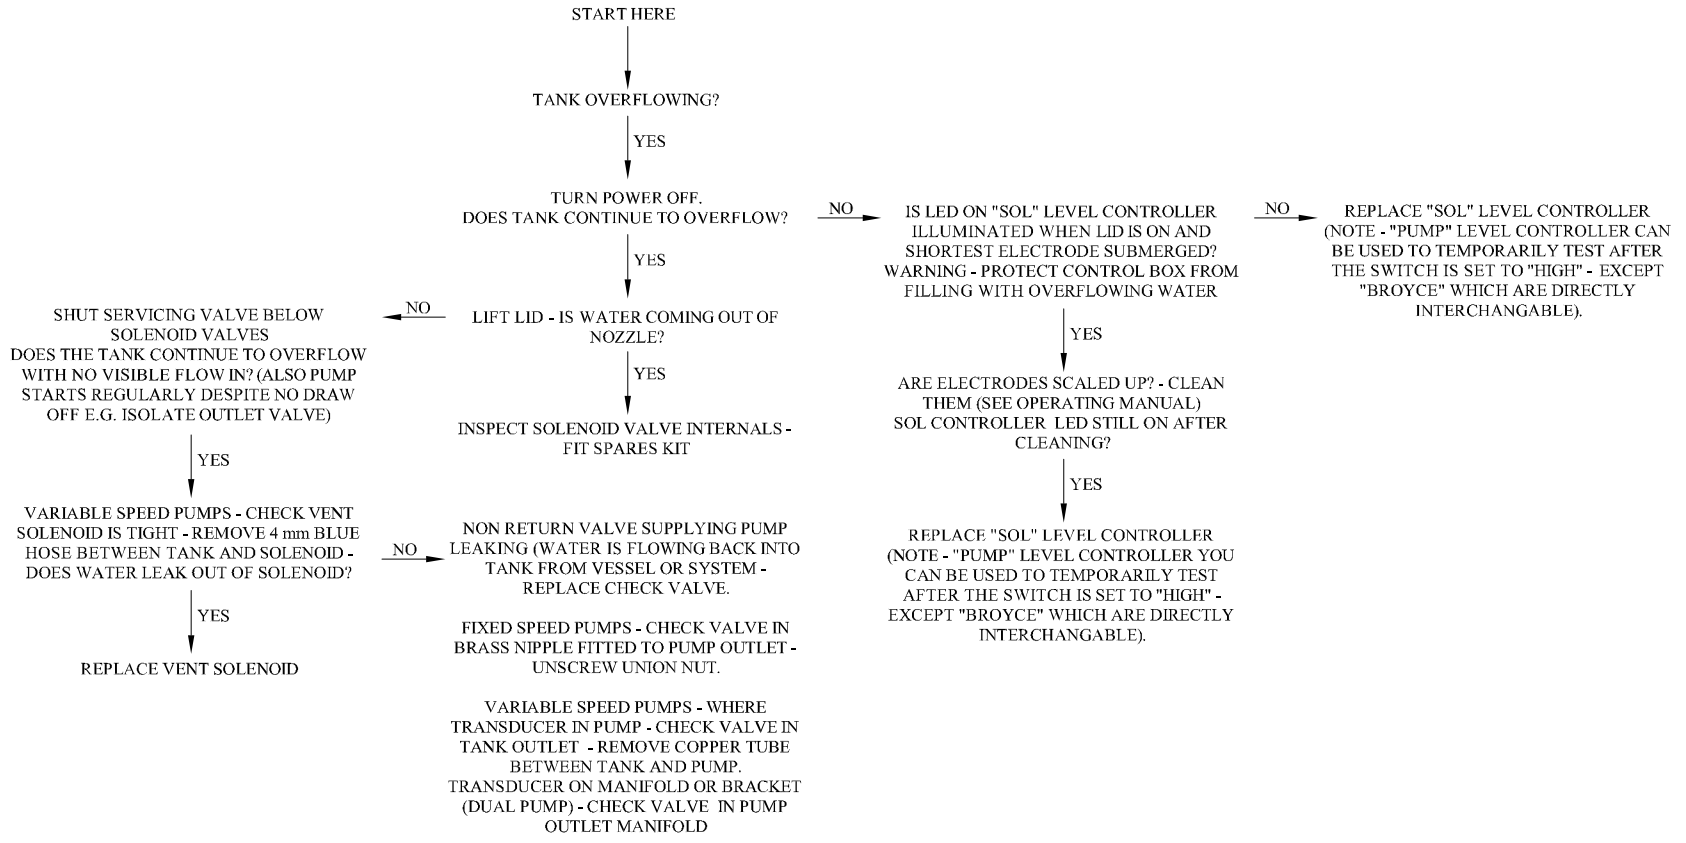 START HERE
TANK OVERFLOWING?
YES
TURN POWER OFF.
DOES TANK CONTINUE TO OVERFLOW?
NO
IS LED ON "SOL" LEVEL CONTROLLER
ILLUMINATED WHEN LID IS ON AND
SHORTEST ELECTRODE SUBMERGED?
WARNING - PROTECT CONTROL BOX FROM
FILLING WITH OVERFLOWING WATER
NO
REPLACE "SOL" LEVEL CONTROLLER
(NOTE - "PUMP" LEVEL CONTROLLER CAN
BE USED TO TEMPORARILY TEST AFTER
THE SWITCH IS SET TO "HIGH" - EXCEPT
"BROYCE" WHICH ARE DIRECTLY
INTERCHANGABLE).
YES
LIFT LID - IS WATER COMING OUT OF
NOZZLE?
NO
SHUT SERVICING VALVE BELOW
SOLENOID VALVES
DOES THE TANK CONTINUE TO OVERFLOW
WITH NO VISIBLE FLOW IN? (ALSO PUMP
STARTS REGULARLY DESPITE NO DRAW
OFF E.G. ISOLATE OUTLET VALVE)
YES
INSPECT SOLENOID VALVE INTERNALS -
FIT SPARES KIT
YES
ARE ELECTRODES SCALED UP? - CLEAN
THEM (SEE OPERATING MANUAL)
SOL CONTROLLER LED STILL ON AFTER
CLEANING?
YES
REPLACE "SOL" LEVEL CONTROLLER
(NOTE - "PUMP" LEVEL CONTROLLER YOU
CAN BE USED TO TEMPORARILY TEST
AFTER THE SWITCH IS SET TO "HIGH" -
EXCEPT "BROYCE" WHICH ARE DIRECTLY
INTERCHANGABLE).
YES
VARIABLE SPEED PUMPS - CHECK VENT
SOLENOID IS TIGHT - REMOVE 4 mm BLUE
HOSE BETWEEN TANK AND SOLENOID -
DOES WATER LEAK OUT OF SOLENOID?
NO
NON RETURN VALVE SUPPLYING PUMP
LEAKING (WATER IS FLOWING BACK INTO
TANK FROM VESSEL OR SYSTEM -
REPLACE CHECK VALVE.
FIXED SPEED PUMPS - CHECK VALVE IN
BRASS NIPPLE FITTED TO PUMP OUTLET -
UNSCREW UNION NUT.
VARIABLE SPEED PUMPS - WHERE
TRANSDUCER IN PUMP - CHECK VALVE IN
TANK OUTLET - REMOVE COPPER TUBE
BETWEEN TANK AND PUMP.
TRANSDUCER ON MANIFOLD OR BRACKET
(DUAL PUMP) - CHECK VALVE IN PUMP
OUTLET MANIFOLD
YES
REPLACE VENT SOLENOID